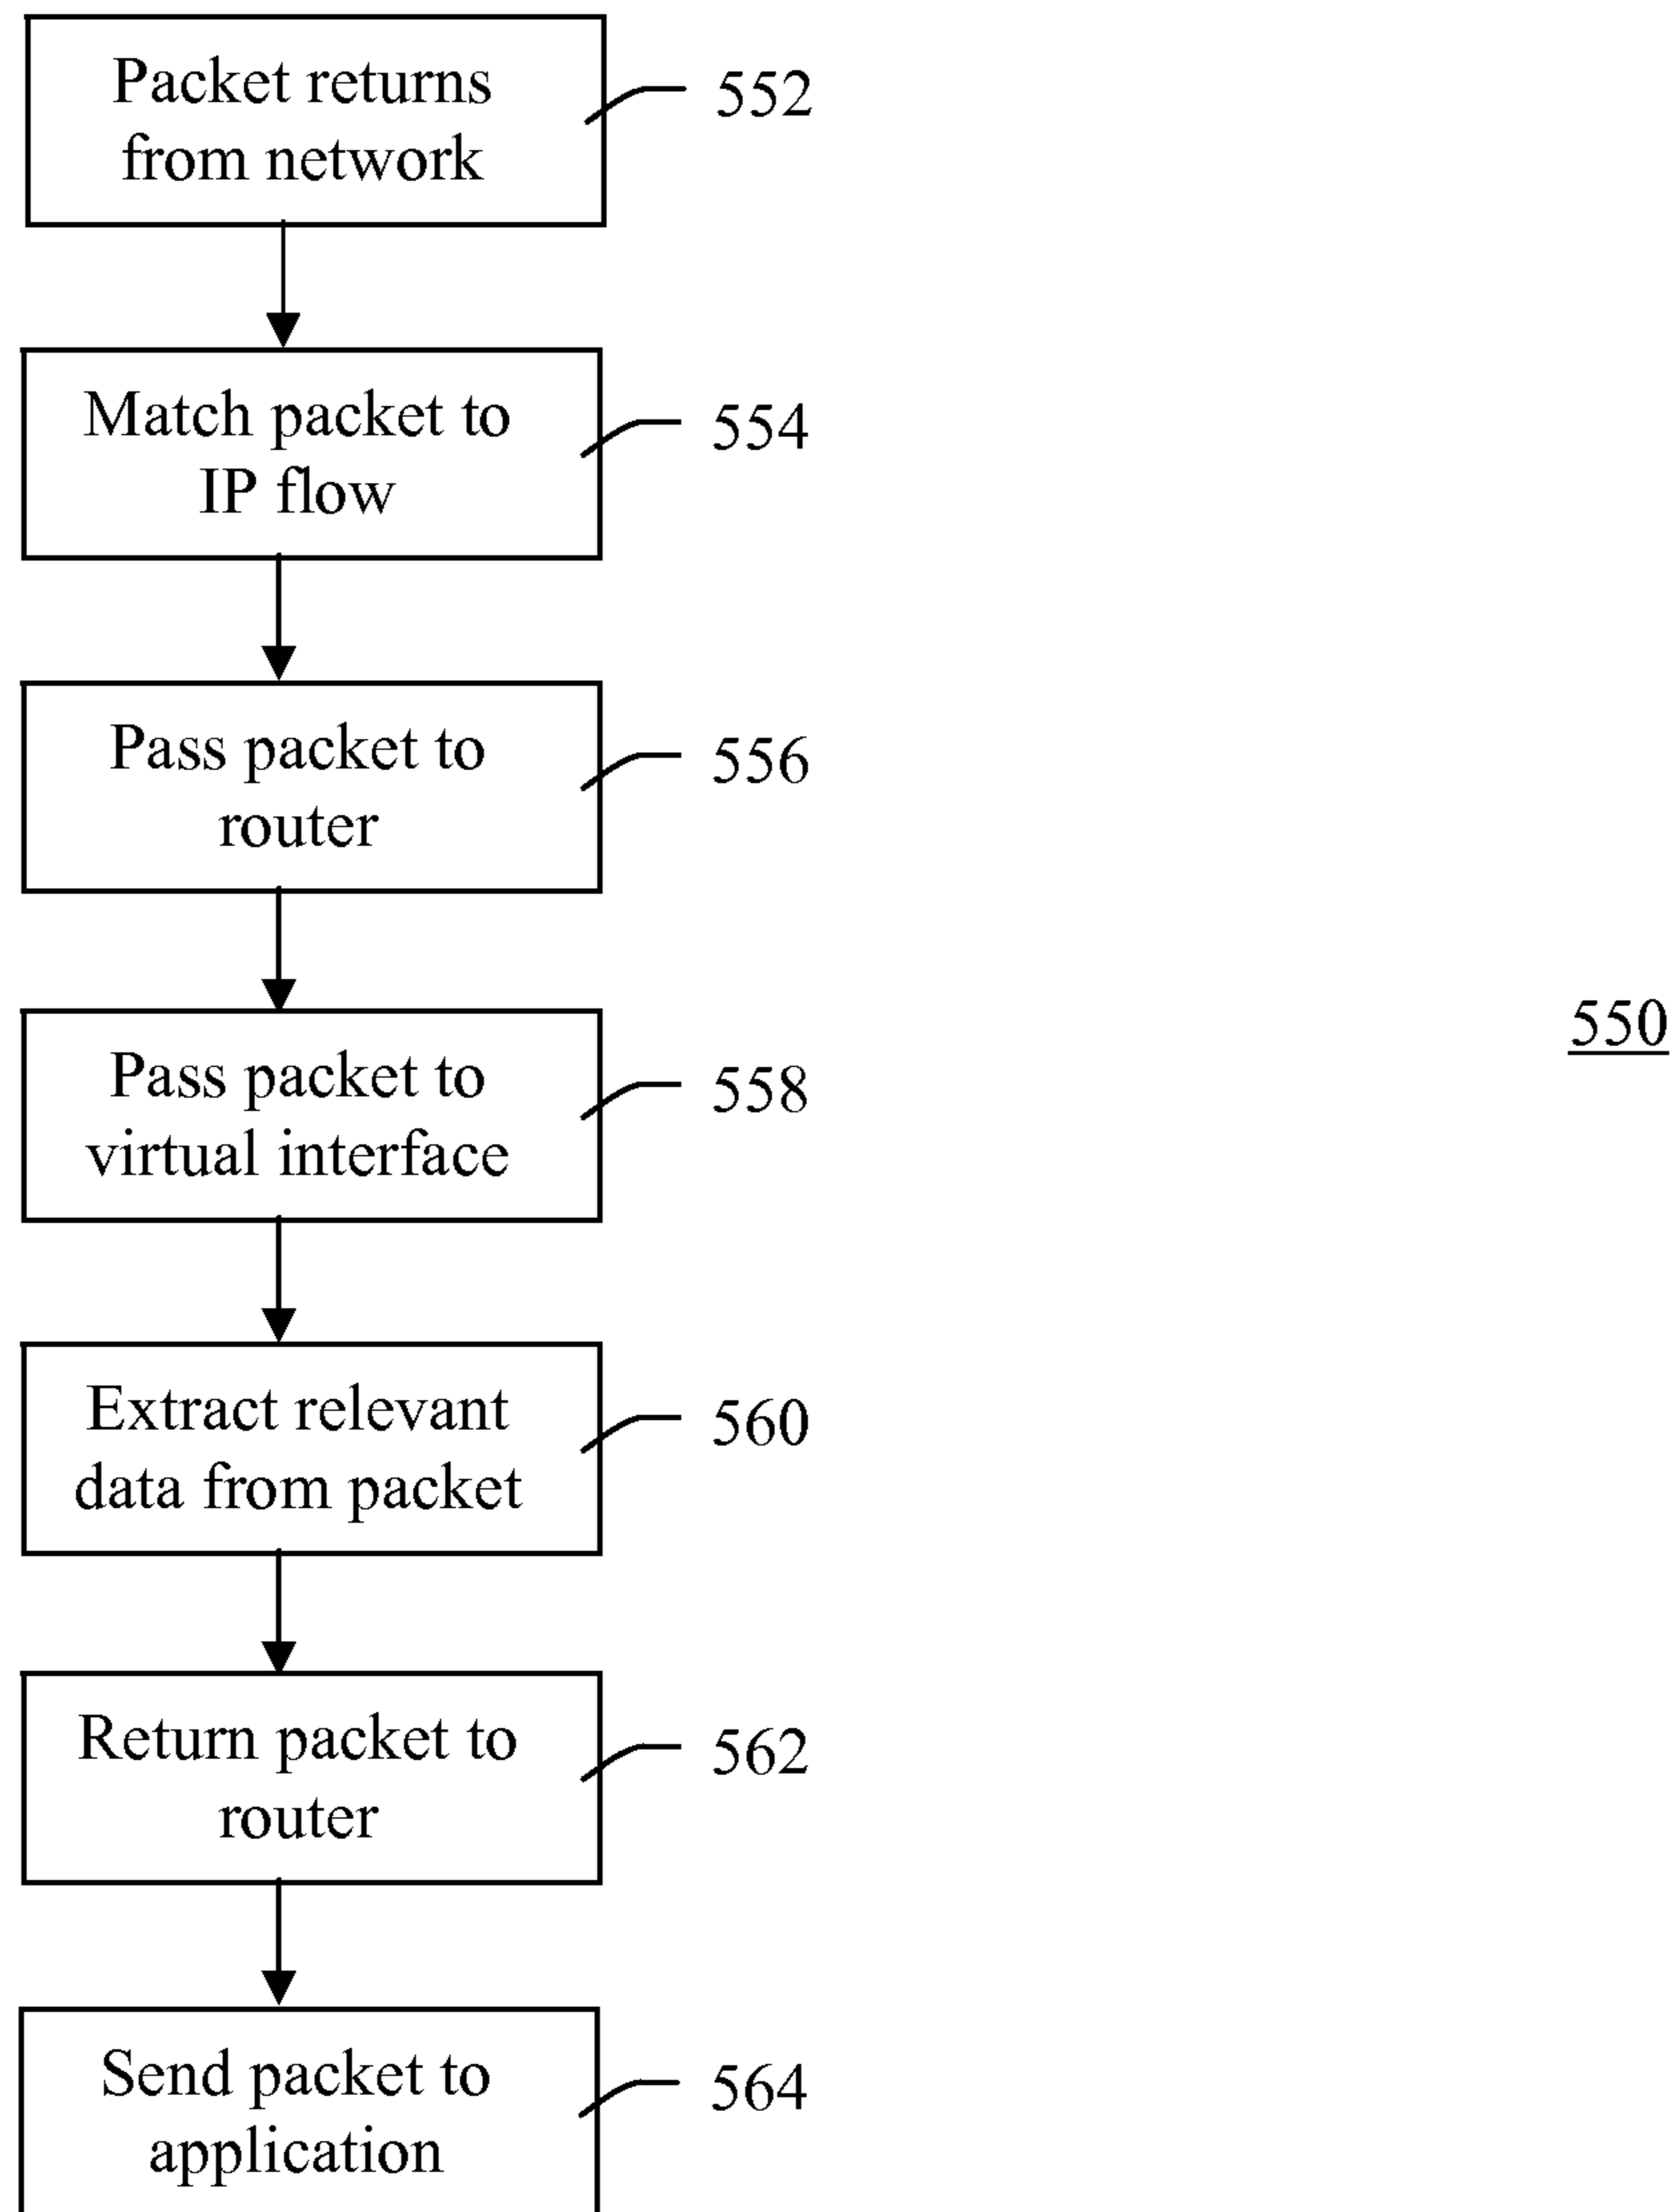 Packet returns
from network
552
Match packet to
IP flow
554
Pass packet to
router
556
Pass packet to
virtual interface
558
550
Extract relevant
data from packet
560
Return packet to
router
562
Send packet to
application
564